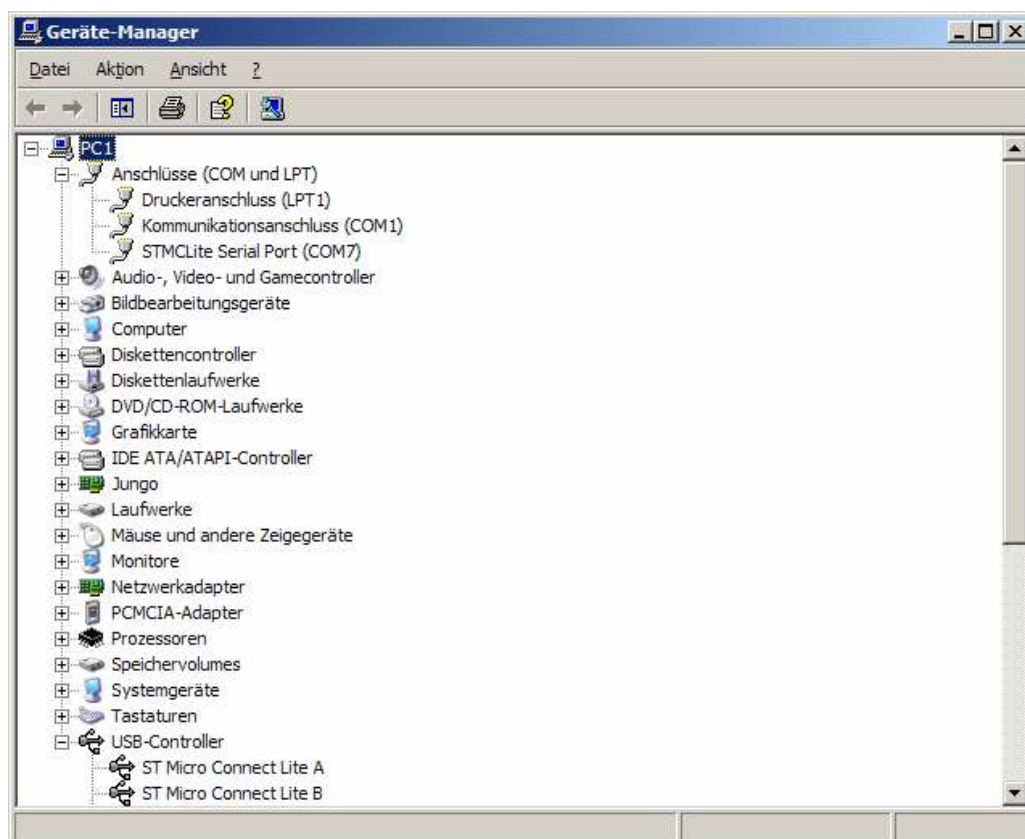 Geräte-Manager
Datei Aktion Ansicht ?
PC1
Anschlüsse (COM und LPT)
Druckeranschluss (LPT1)
Kommunikationsanschluss (COM1)
STMCLite Serial Port (COM7)
Audio-, Video- und Gamecontroller
Bildbearbeitungsgeräte
Computer
Diskettencontroller
Diskettenlaufwerke
DVD/CD-ROM-Laufwerke
Grafikkarte
IDE ATA/ATAPI-Controller
Jungo
Laufwerke
Mäuse und andere Zeigegeräte
Monitore
Netzwerkadapter
PCMCIA-Adapter
Prozessoren
Speichervolumes
Systemgeräte
Tastaturen
USB-Controller
ST Micro Connect Lite A
ST Micro Connect Lite B